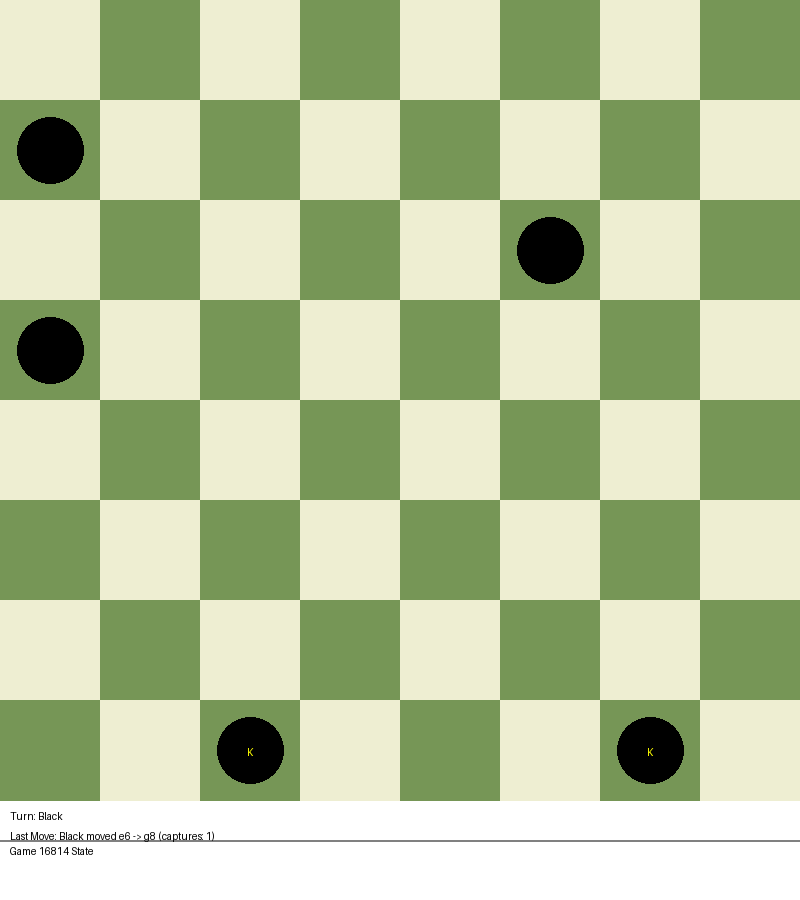 K
K
Turn: Black
Last Move: Black moved e6 -> g8 (captures: 1)
Game 16814 State